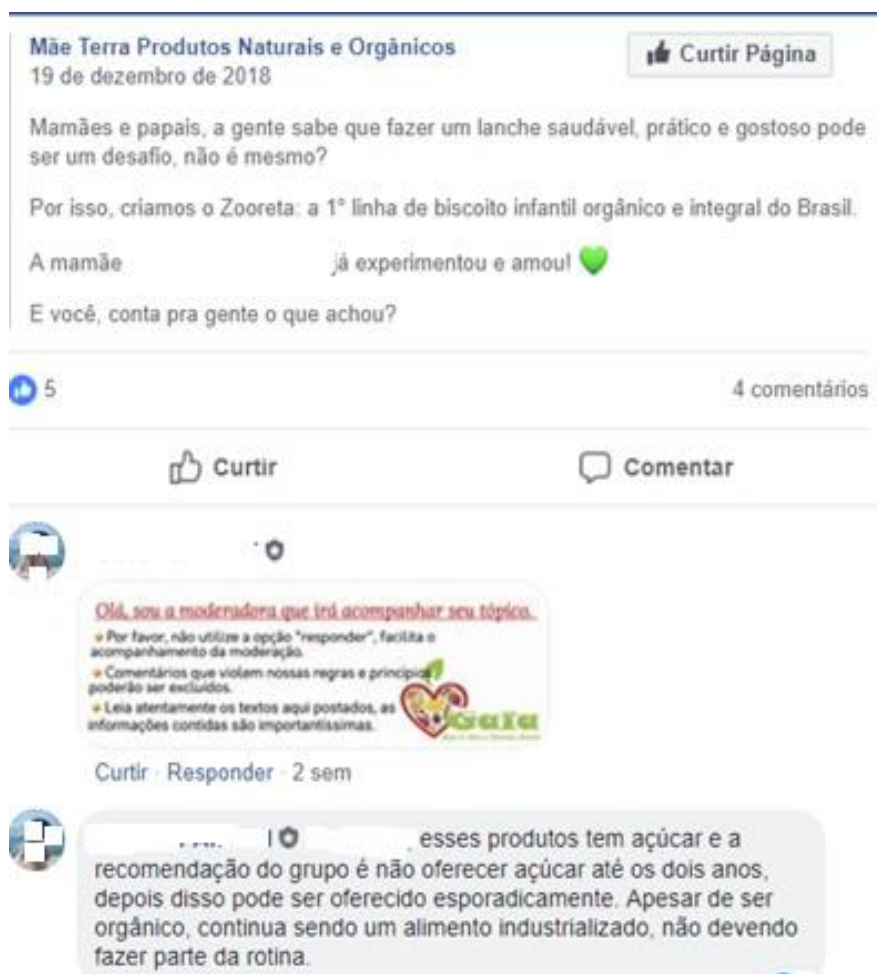 Mãe Terra Produtos Naturais e Orgânicos
Curtir Página
19 de dezembro de 2018
Mamães e papais, a gente sabe que fazer um lanche saudável, prático e gostoso pode
ser um desafio, não é mesmo?
Por isso, criamos o Zooreta: a 1° linha de biscoito infantil orgânico e integral do Brasil.
A mamãe já experimentou e amou!
E você, conta pra gente o que achou?
5
4 comentários
Curtir
Comentar
Olá, sou a moderadora que irá acompanhar seu tópico.
Por favor, não utilize a opção "responder", facilita o
acompanhamento da moderação.
Comentários que violem nossas regras e princípios
poderão ser excluídos.
Leia atentamente os textos aqui postados, as
informações contidas são importantíssimas.
Gaia
Curtir · Responder · 2 sem
, esses produtos tem açúcar e a
recomendação do grupo é não oferecer açúcar até os dois anos,
depois disso pode ser oferecido esporadicamente. Apesar de ser
orgânico, continua sendo um alimento industrializado, não devendo
fazer parte da rotina.